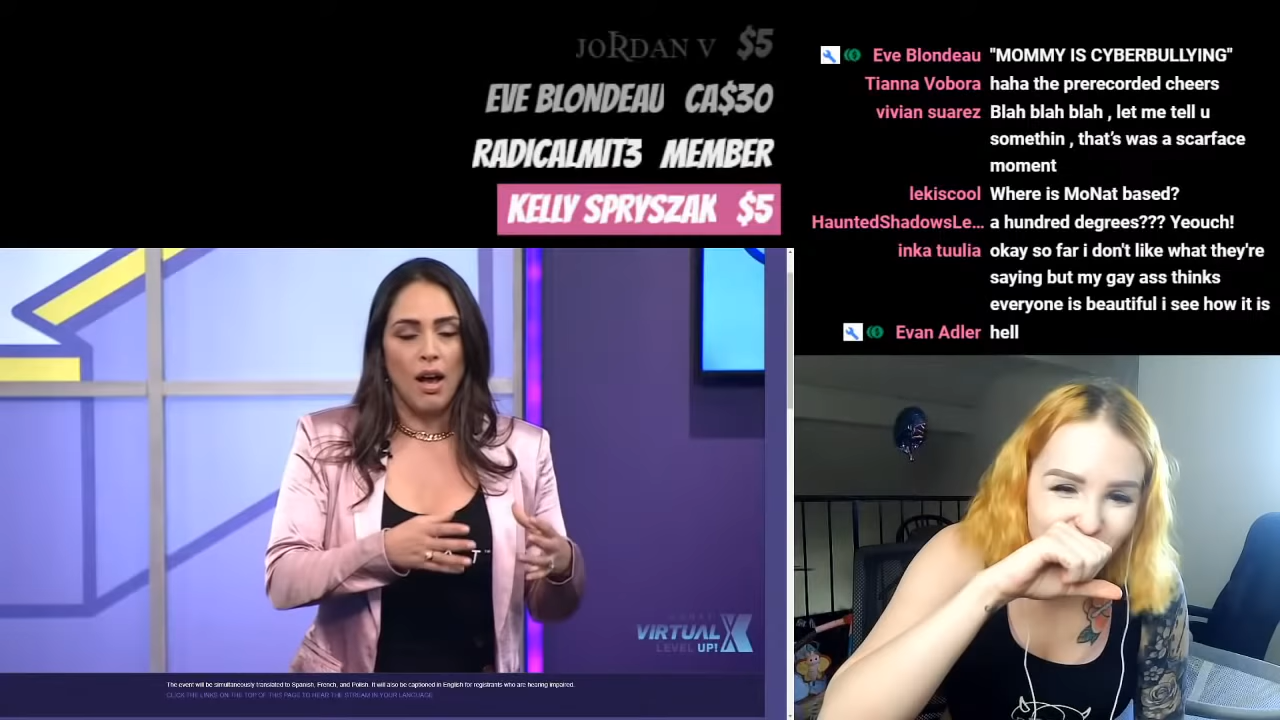 JORDAN V $5
EVE BLONDEAU CA$30
RADICALMIT3 MEMBER
KELLY SPRYSZAK $5
Eve Blondeau "MOMMY IS CYBERBULLYING"
Tianna Vobora haha the prerecorded cheers
vivian suarez Blah blah blah , let me tell u
somethin , that's was a scarface
moment
lekiscool Where is MoNat based?
HauntedShadowsLe... a hundred degrees??? Yeouch!
inka tuulia okay so far i don't like what they're
saying but my gay ass thinks
everyone is beautiful i see how it is
Evan Adler hell
VIRTUAL X
LEVEL UP!
The event will be simultaneously translated to Spanish, French, and Polish. It will also be captioned in English for registrants who are hearing impaired.
CLICK THE LINKS ON THE TOP OF THIS PAGE TO HEAR THE STREAM IN YOUR LANGUAGE